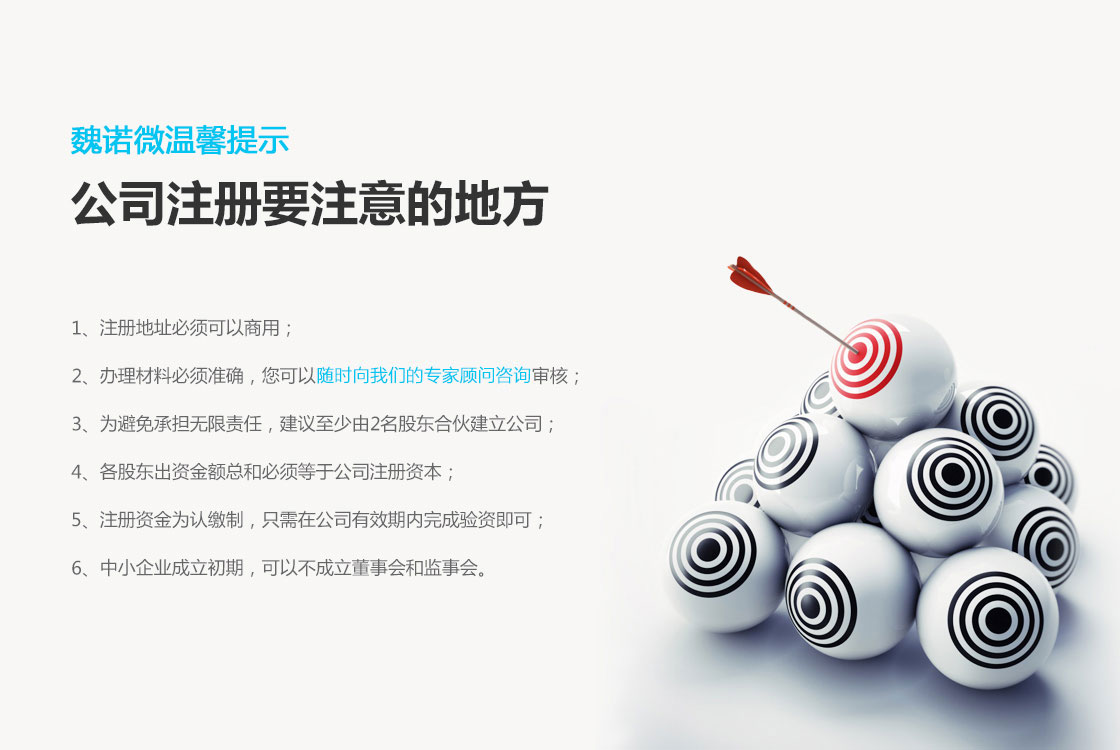 魏诺微温馨提示
公司注册要注意的地方
1、注册地址必须可以商用；
2、办理材料必须准确，您可以随时向我们的专家顾问咨询审核；
3、为避免承担无限责任，建议至少由2名股东合伙建立公司；
4、各股东出资金额总和必须等于公司注册资本；
5、注册资金为认缴制，只需在公司有效期内完成验资即可；
6、中小企业成立初期，可以不成立董事会和监事会。